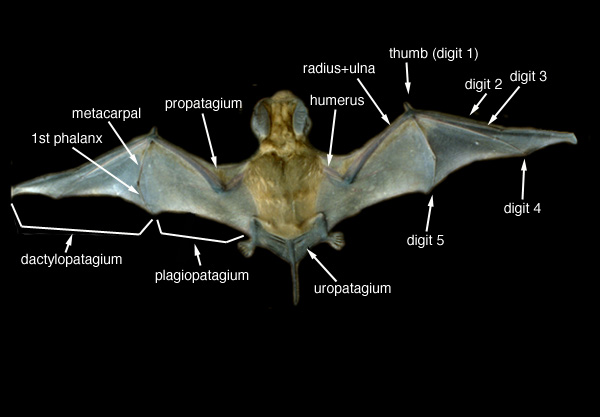 thumb (digit 1)
radius+ulna
digit 2
digit 3
propatagium
humerus
metacarpal
1st phalanx
digit 4
digit 5
dactylopatagium
plagiopatagium
uropatagium